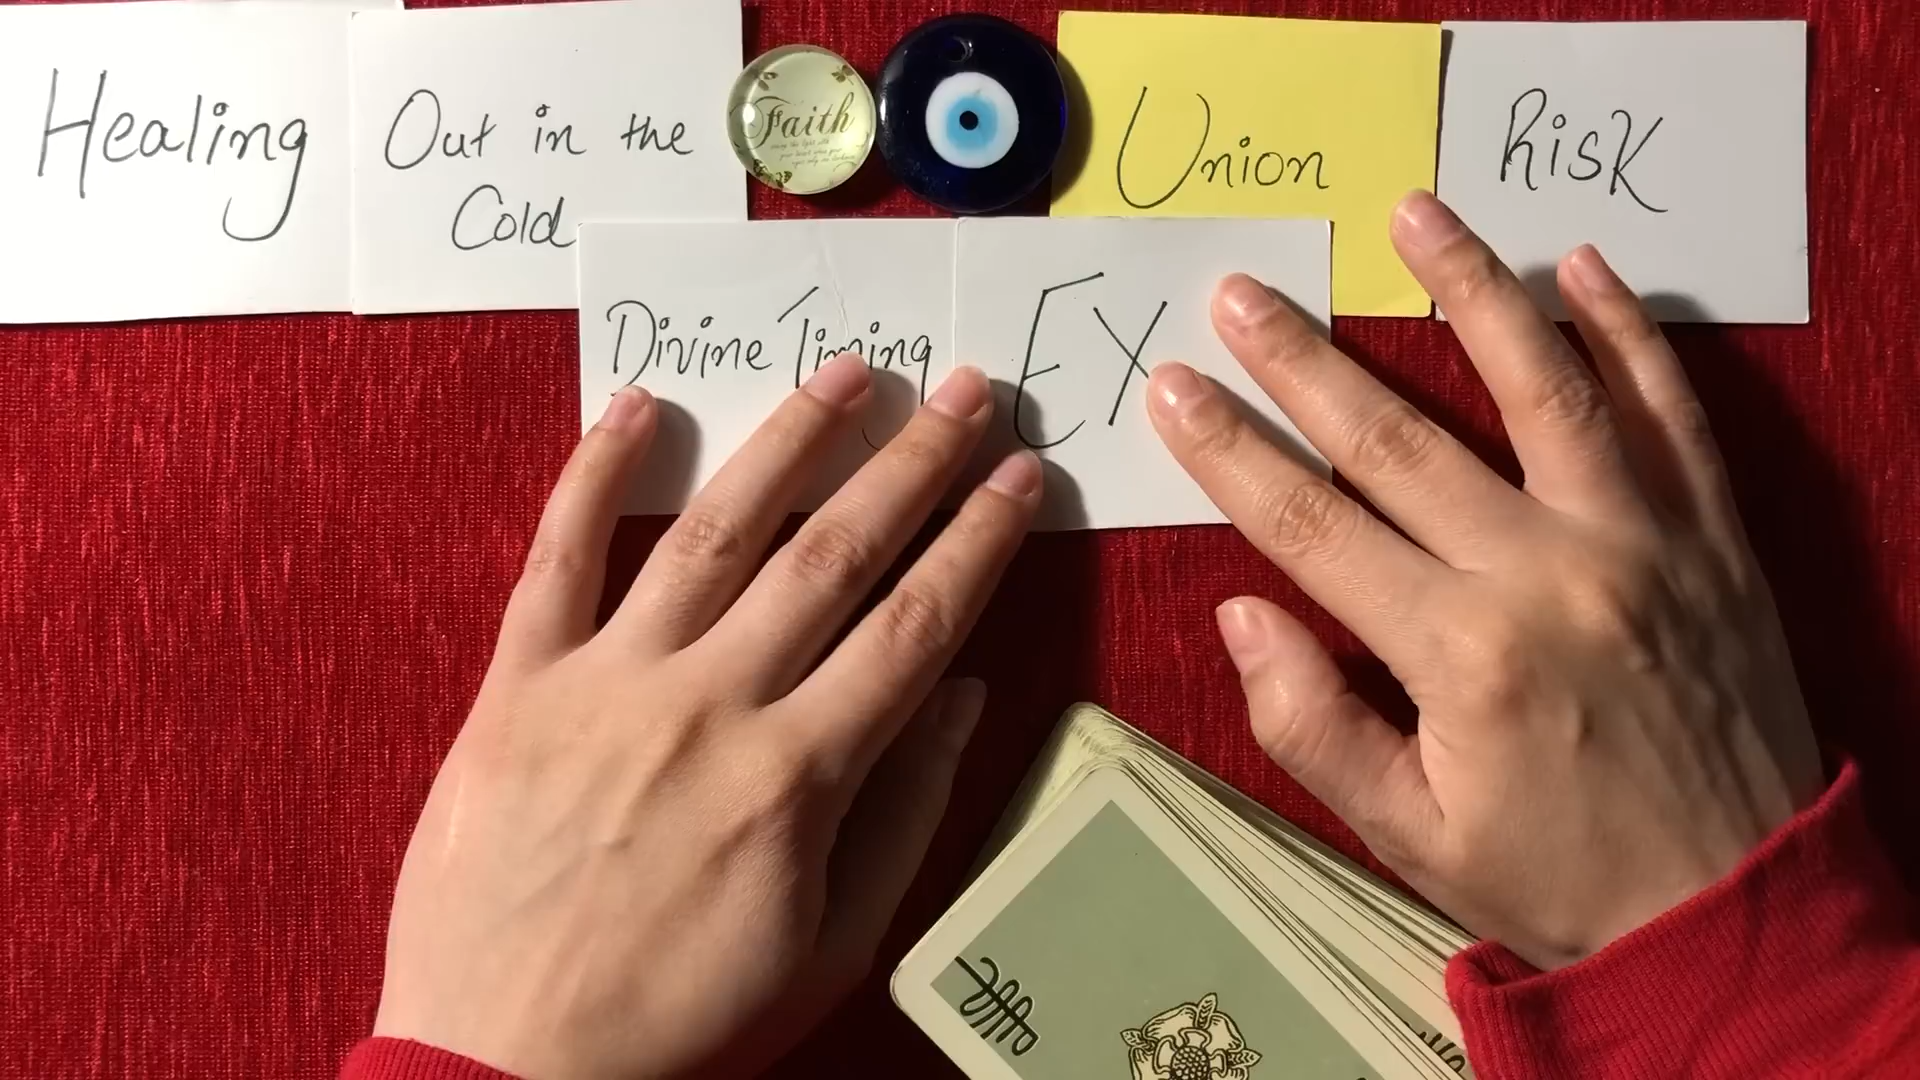 Healing
Out in the
Cold
Faith
Union
Risk
Divine Timing
EX